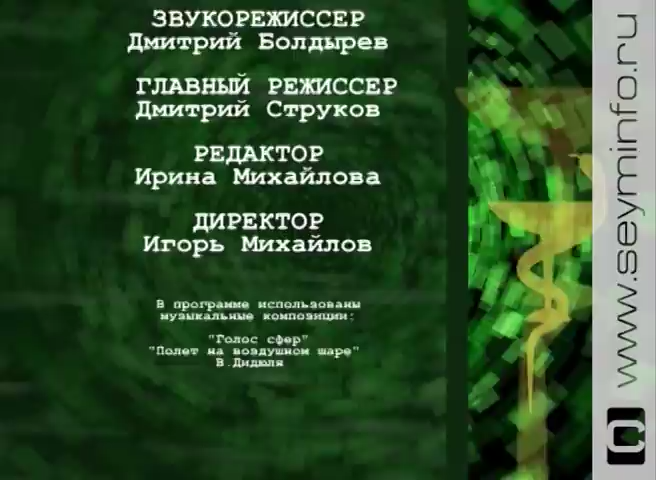 ЗВУКОРЕЖИССЕР
Дмитрий Болдырев
ГЛАВНЫЙ РЕЖИССЕР
Дмитрий Струков
РЕДАКТОР
Ирина Михайлова
ДИРЕКТОР
Игорь Михайлов
В программе использованы
музыкальные композиции:
"Голос сфер"
"Полет на воздушном шаре"
В.Дидюля
www.seyminfo.ru